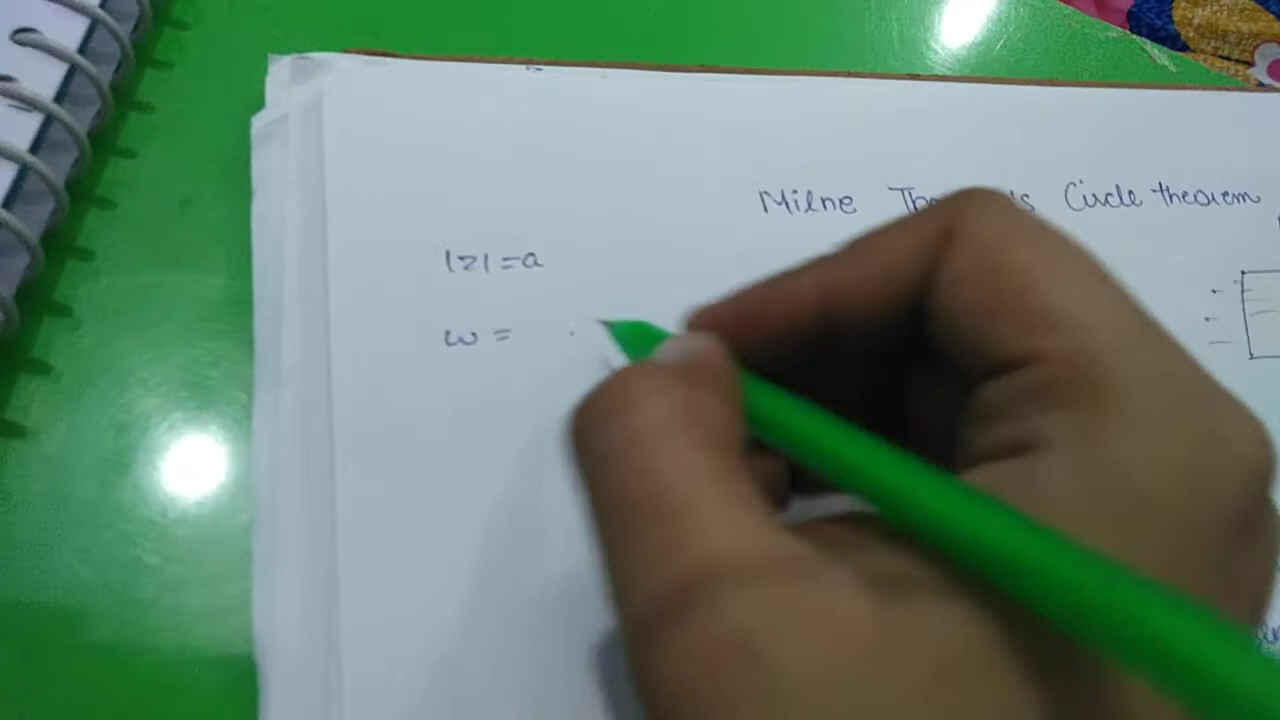 Milne Circle theorem
|z| = a
w =